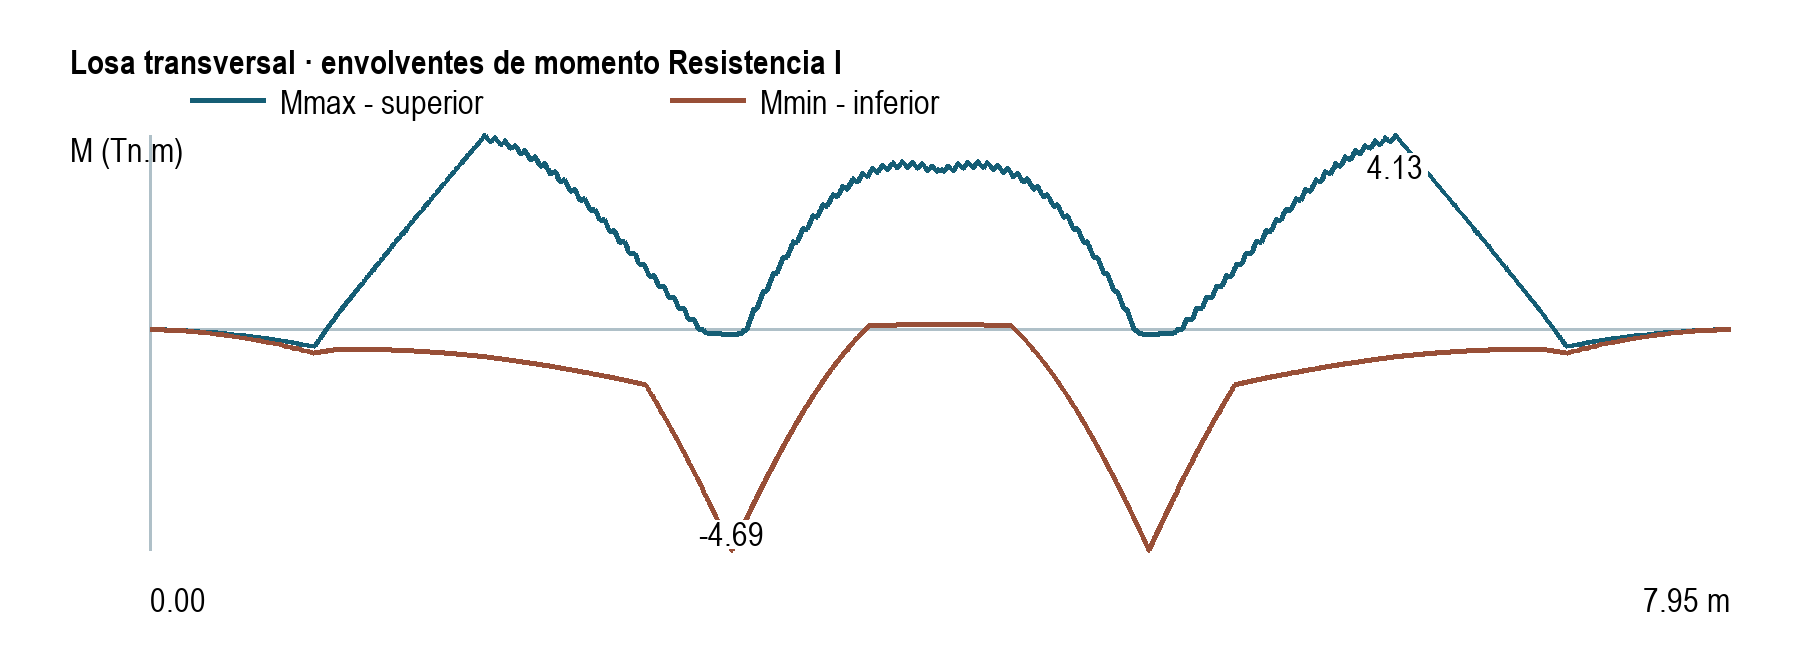 Losa transversal · envolventes de momento Resistencia I
Mmax - superior
Mmin - inferior
M (Tn.m)
4.13
-4.69
0.00
7.95 m